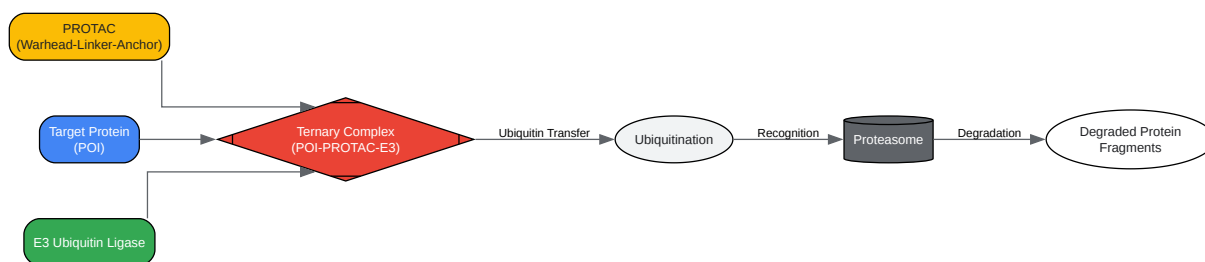 PROTAC
(Warhead-Linker-Anchor)
Target Protein
(POI)
E3 Ubiquitin Ligase
Ternary Complex
(POI-PROTAC-E3)
Ubiquitin Transfer
Ubiquitination
Recognition
Proteasome
Degradation
Degraded Protein
Fragments